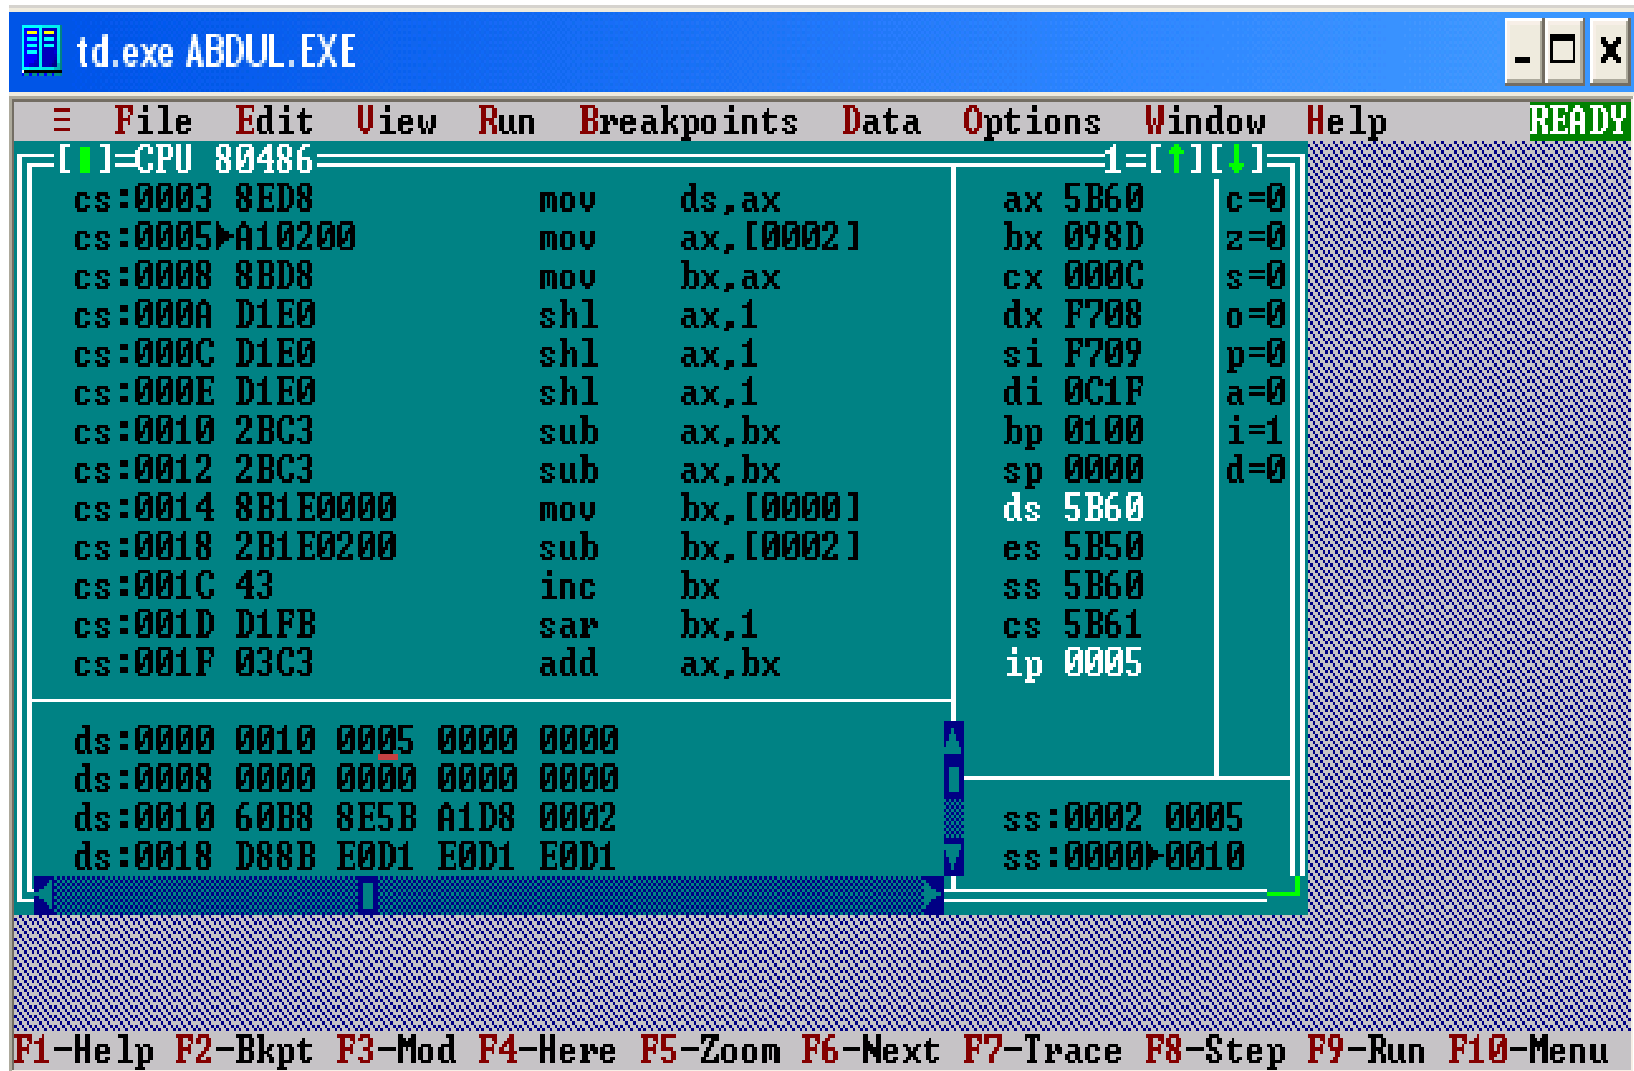 td.exe ABDUL.EXE
≡ File Edit View Run Breakpoints Data Options Window Help READY
[▮]=CPU 80486 1=[↑][↓]
cs:0003 8ED8 mov ds,ax ax 5B60 c=0
cs:0005►A10200 mov ax,[0002] bx 098D z=0
cs:0008 8BD8 mov bx,ax cx 000C s=0
cs:000A D1E0 shl ax,1 dx F708 o=0
cs:000C D1E0 shl ax,1 si F709 p=0
cs:000E D1E0 shl ax,1 di 0C1F a=0
cs:0010 2BC3 sub ax,bx bp 0100 i=1
cs:0012 2BC3 sub ax,bx sp 0000 d=0
cs:0014 8B1E0000 mov bx,[0000] ds 5B60
cs:0018 2B1E0200 sub bx,[0002] es 5B50
cs:001C 43 inc bx ss 5B60
cs:001D D1FB sar bx,1 cs 5B61
cs:001F 03C3 add ax,bx ip 0005
ds:0000 0010 0005 0000 0000
ds:0008 0000 0000 0000 0000
ds:0010 60B8 8E5B A1D8 0002 ss:0002 0005
ds:0018 D88B E0D1 E0D1 E0D1 ss:0000►0010
F1-Help F2-Bkpt F3-Mod F4-Here F5-Zoom F6-Next F7-Trace F8-Step F9-Run F10-Menu